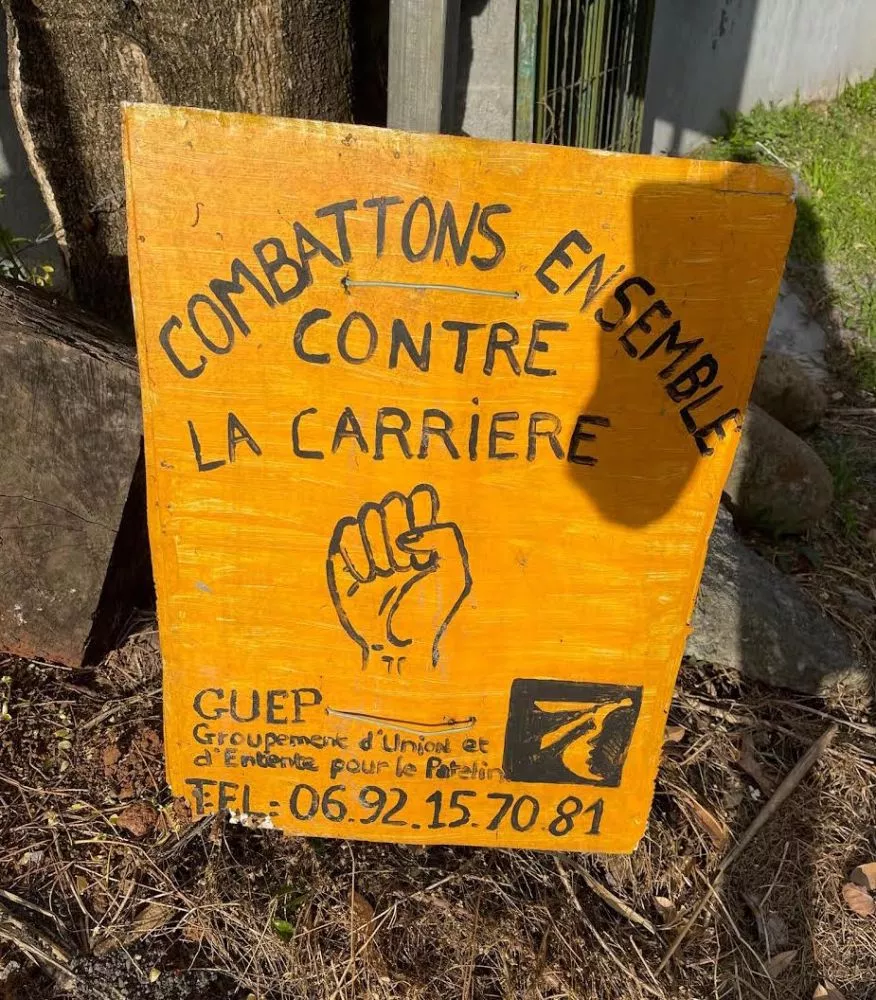 COMBATTONS ENSEMBLE
CONTRE
LA CARRIERE
GUEP
Groupement d'Union et
d'Entente pour le Patelin
TEL: 06.92.15.70.81